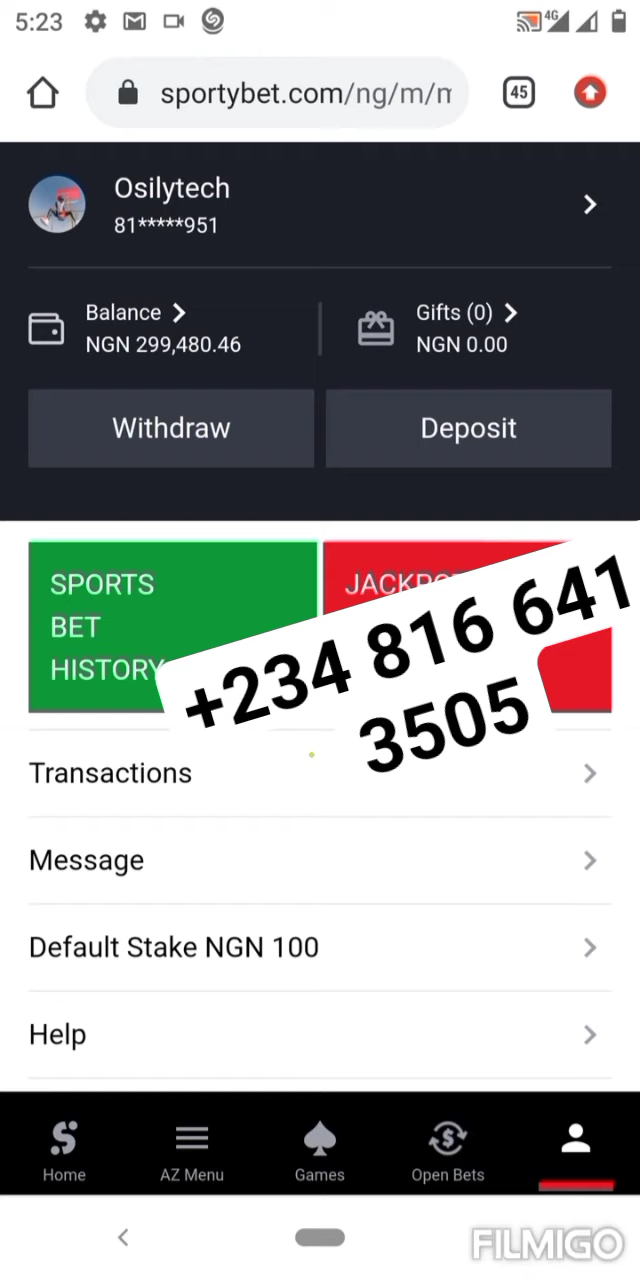 5:23
4G
sportybet.com/ng/m/m
45
Osilytech
81*****951
Balance
NGN 299,480.46
Gifts (0)
NGN 0.00
Withdraw
Deposit
SPORTS
BET
HISTORY
+234 816 641
3505
Transactions
Message
Default Stake NGN 100
Help
Home
AZ Menu
Games
Open Bets
FILMIGO